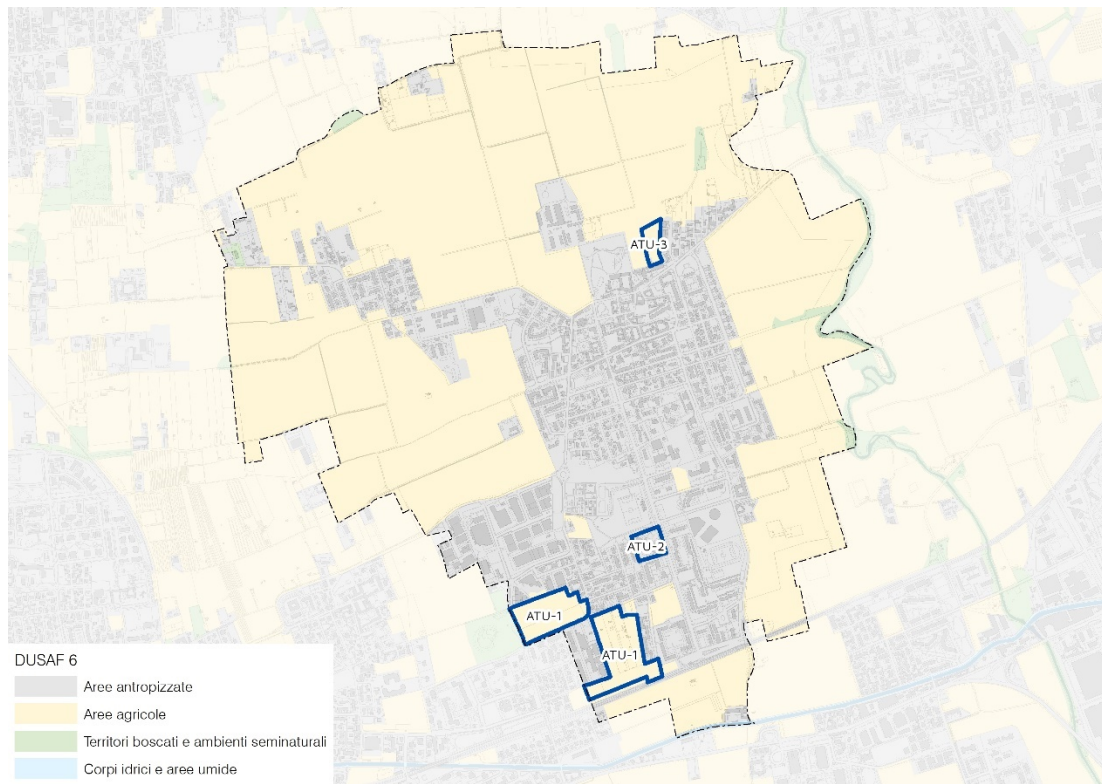 ATU-3
ATU-2
ATU-1
ATU-1
DUSAF 6
Aree antropizzate
Aree agricole
Territori boscati e ambienti seminaturali
Corpi idrici e aree umide